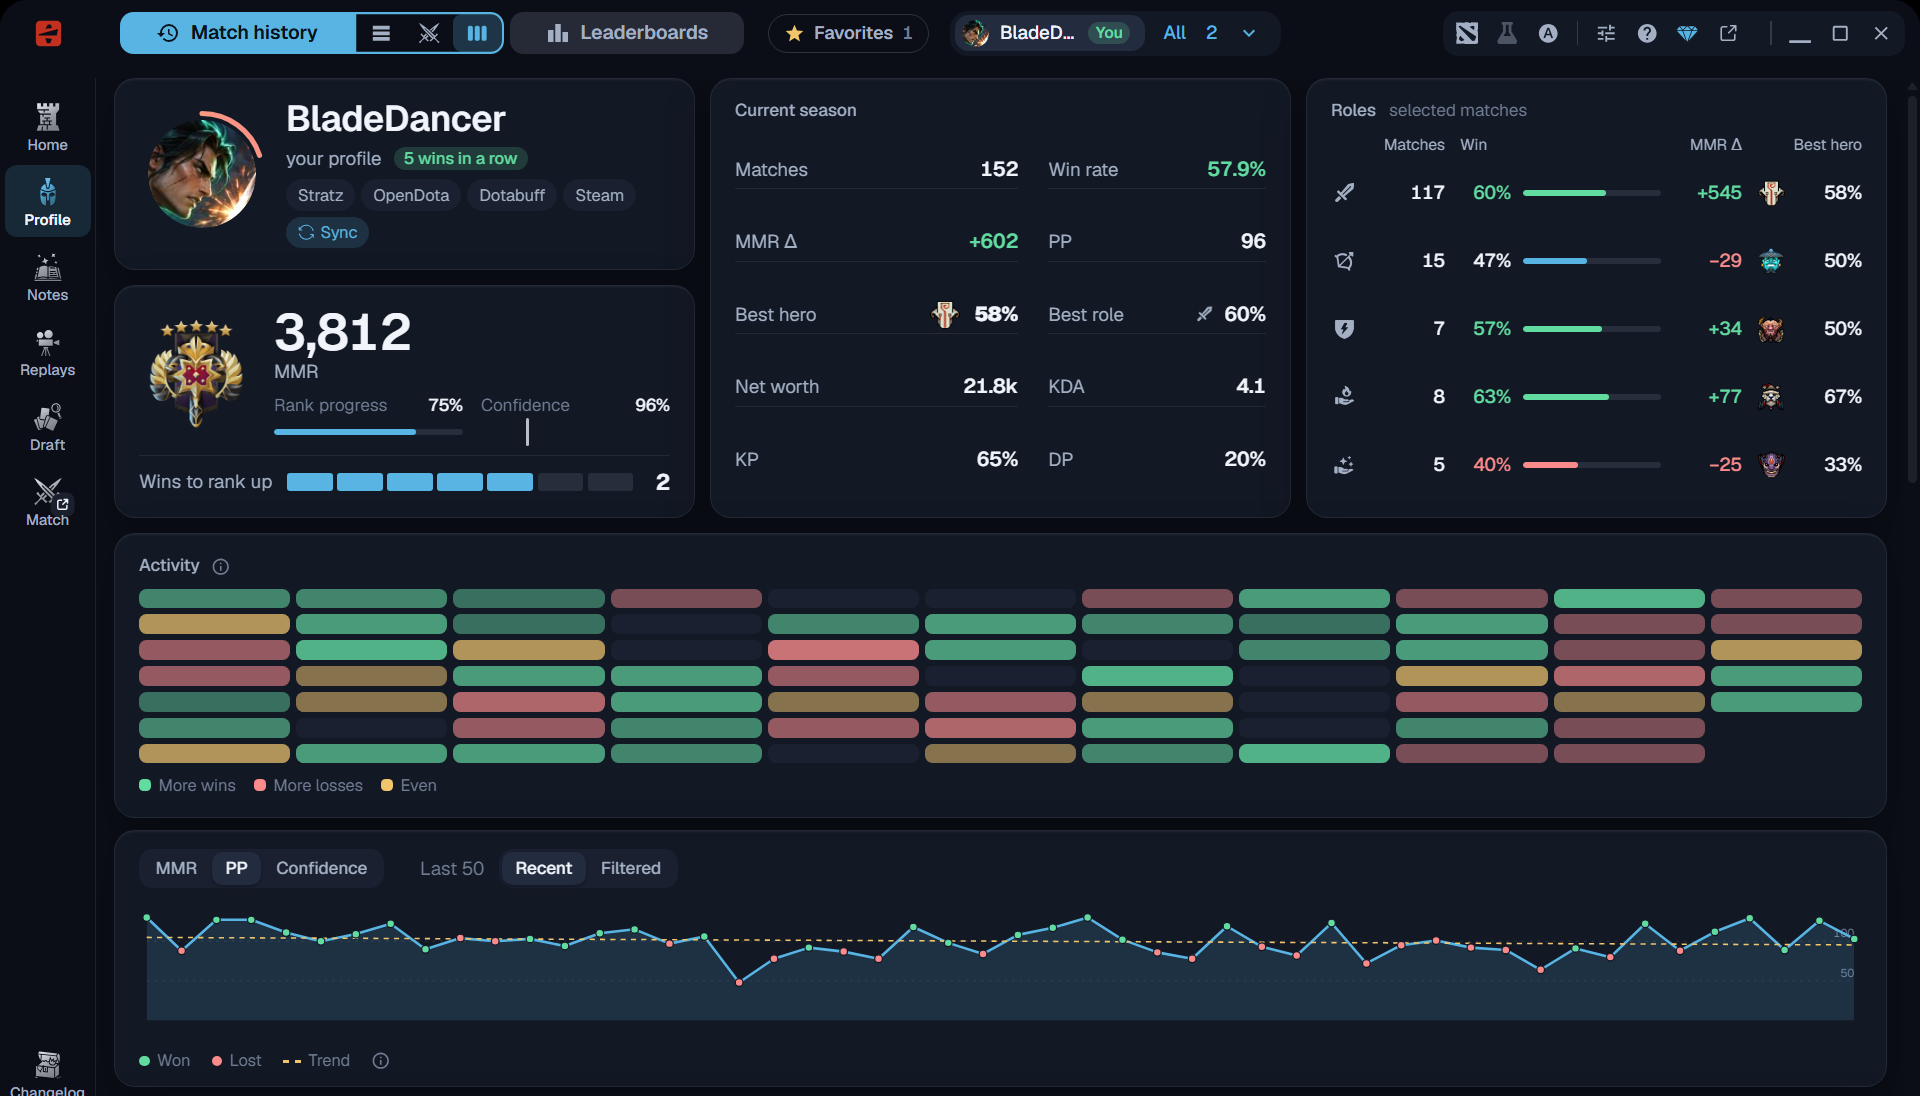 Match history
Leaderboards
Favorites 1
BladeD... You
All 2
Home
Profile
Notes
Replays
Draft
Match
Changelog
BladeDancer
your profile 5 wins in a row
Stratz OpenDota Dotabuff Steam
Sync
3,812
MMR
Rank progress 75% Confidence 96%
Wins to rank up 2
Current season
Matches 152 Win rate 57.9%
MMR Δ +602 PP 96
Best hero 58% Best role 60%
Net worth 21.8k KDA 4.1
KP 65% DP 20%
Roles selected matches
Matches Win MMR Δ Best hero
117 60% +545 58%
15 47% −29 50%
7 57% +34 50%
8 63% +77 67%
5 40% −25 33%
Activity
More wins More losses Even
MMR PP Confidence Last 50 Recent Filtered
100
50
Won Lost Trend